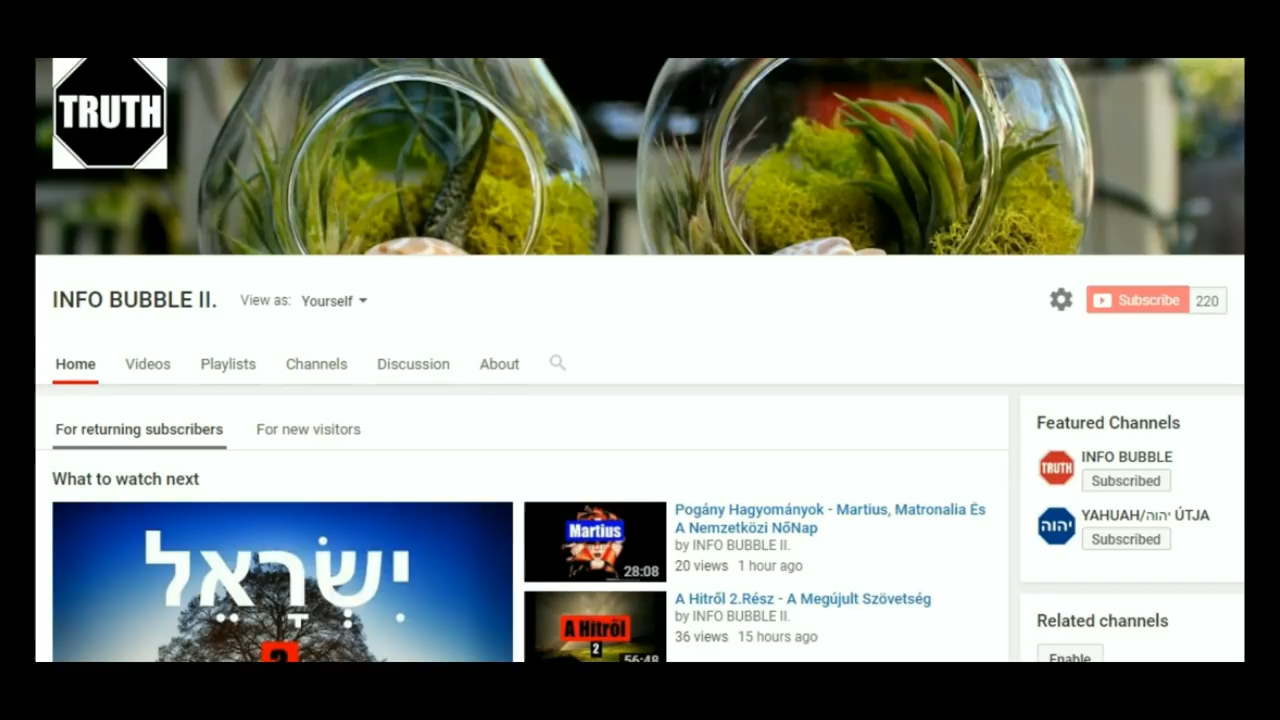 TRUTH
INFO BUBBLE II.
View as: Yourself
Subscribe 220
Home Videos Playlists Channels Discussion About
For returning subscribers For new visitors
What to watch next
יִשְׂרָאֵל
2
Martius
28:08
Pogány Hagyományok - Martius, Matronalia És
A Nemzetközi NőNap
by INFO BUBBLE II.
20 views 1 hour ago
A Hitről
2
56:48
A Hitről 2.Rész - A Megújult Szövetség
by INFO BUBBLE II.
36 views 15 hours ago
Featured Channels
TRUTH
INFO BUBBLE
Subscribed
יהוה
YAHUAH/יהוה ÚTJA
Subscribed
Related channels
Enable